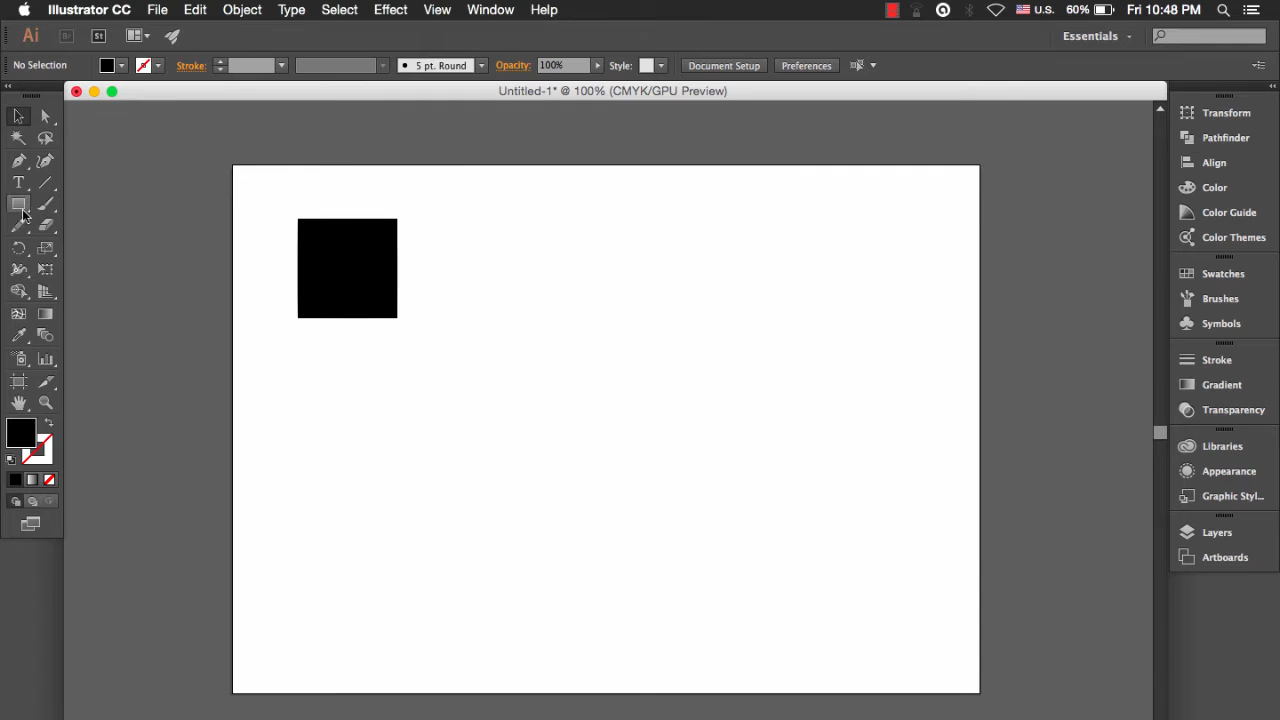 Illustrator CC File Edit Object Type Select Effect View Window Help U.S. 60% Fri 10:48 PM
Ai Br St Essentials
No Selection Stroke: 5 pt. Round Opacity: 100% Style: Document Setup Preferences
Untitled-1* @ 100% (CMYK/GPU Preview)
Transform
Pathfinder
Align
Color
Color Guide
Color Themes
Swatches
Brushes
Symbols
Stroke
Gradient
Transparency
Libraries
Appearance
Graphic Styl...
Layers
Artboards